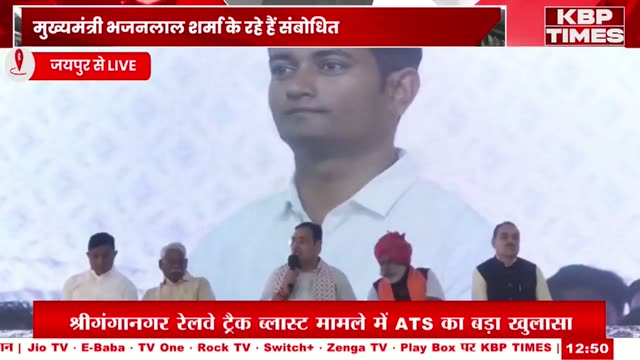 मुख्यमंत्री भजनलाल शर्मा के रहे हैं संबोधित
KBP
TIMES
जयपुर से LIVE
श्रीगंगानगर रेलवे ट्रैक ब्लास्ट मामले में ATS का बड़ा खुलासा
Jio TV · E-Baba · TV One · Rock TV · Switch+ · Zenga TV · Play Box पर KBP TIMES | 12:50